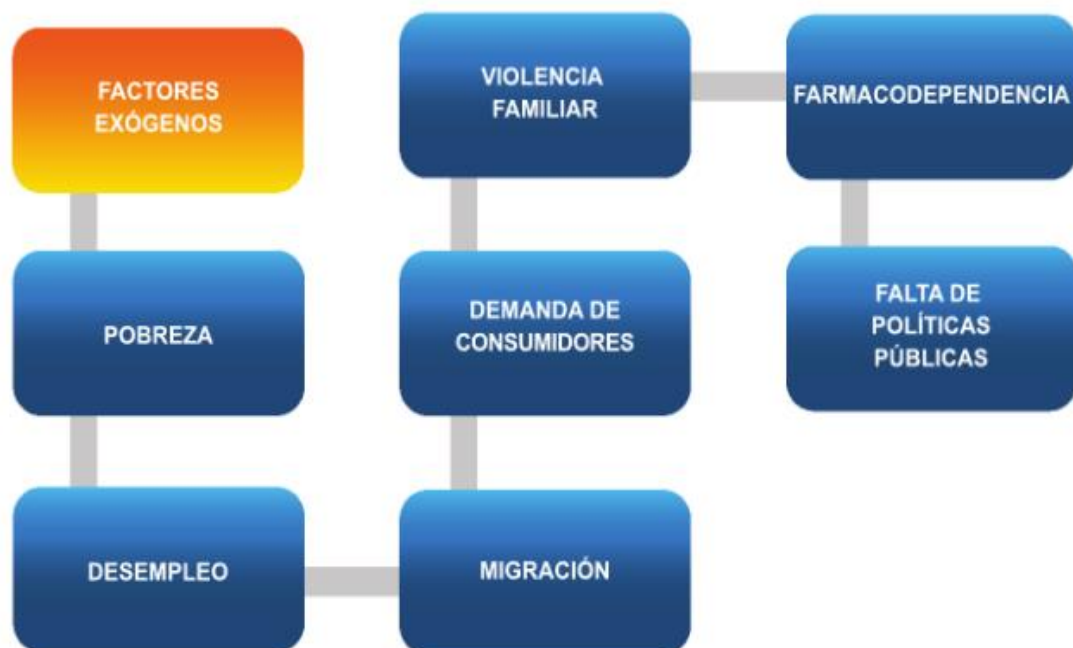 FACTORES
EXÓGENOS
POBREZA
DESEMPLEO
MIGRACIÓN
DEMANDA DE
CONSUMIDORES
VIOLENCIA
FAMILIAR
FARMACODEPENDENCIA
FALTA DE
POLÍTICAS
PÚBLICAS